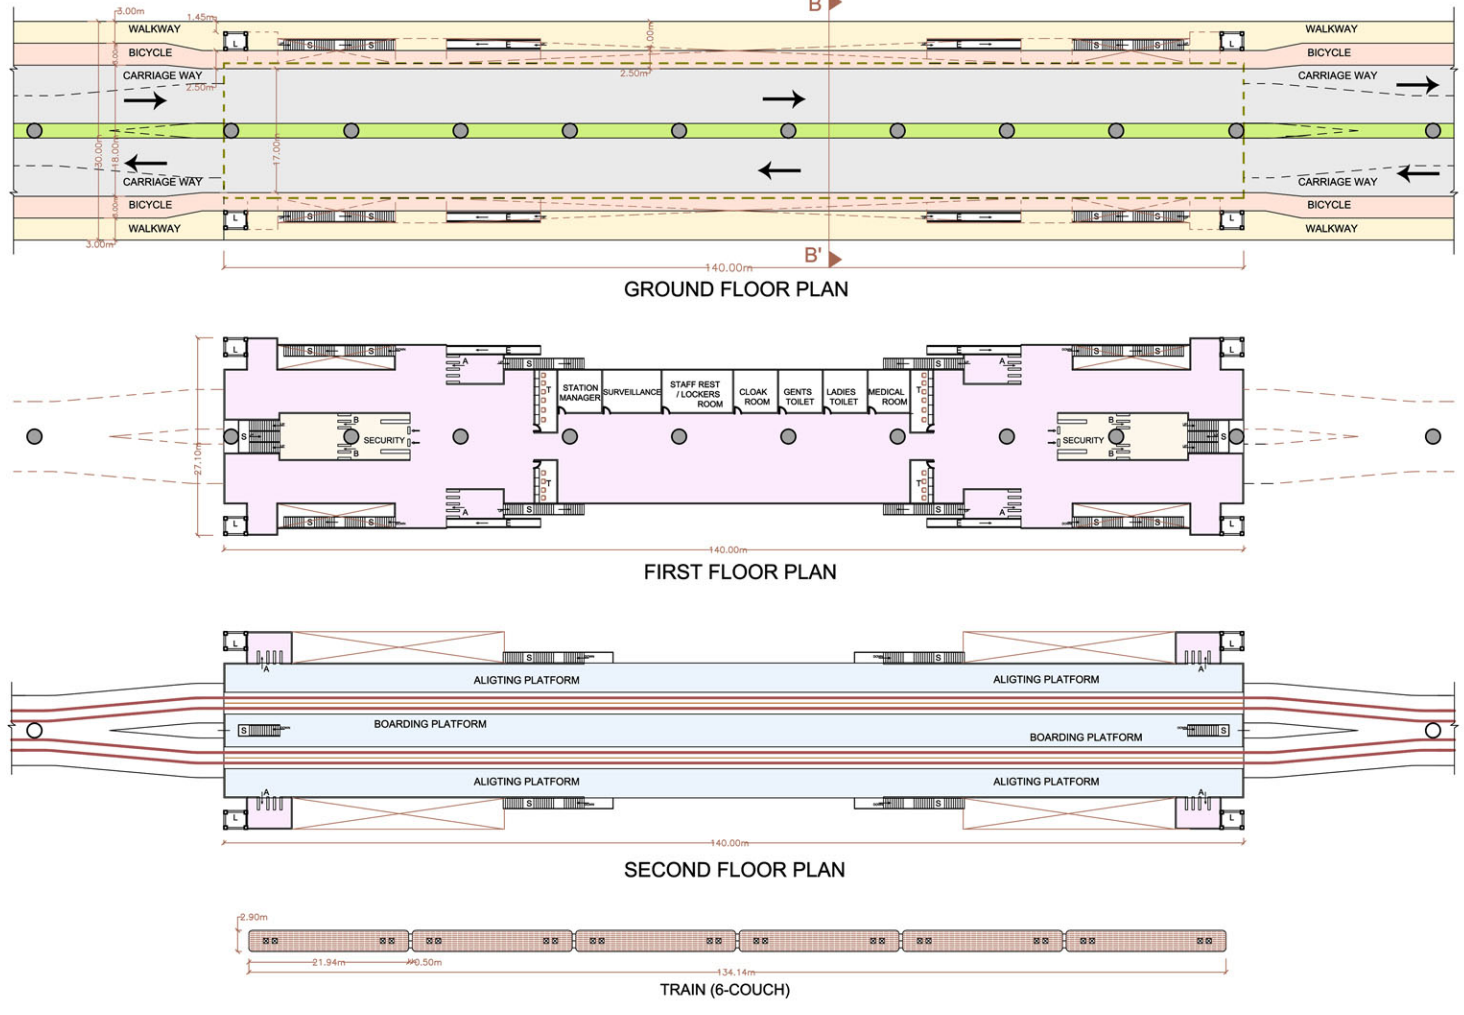 B
3.00m
1.45m
WALKWAY
WALKWAY
L
S
S
E
E
S
S
L
BICYCLE
BICYCLE
CARRIAGE WAY
2.50m
CARRIAGE WAY
2.50m
30.00m
18.00m
17.00m
CARRIAGE WAY
CARRIAGE WAY
BICYCLE
BICYCLE
L
S
S
E
E
S
S
L
WALKWAY
WALKWAY
3.00m
B'
140.00m
GROUND FLOOR PLAN
L
S
S
E
E
S
S
L
A
S
S
A
T
STATION
MANAGER
SURVEILLANCE
STAFF REST
/ LOCKERS
ROOM
CLOAK
ROOM
GENTS
TOILET
LADIES
TOILET
MEDICAL
ROOM
T
B
B
S
SECURITY
SECURITY
S
B
B
27.10m
T
T
A
S
S
A
L
S
S
E
E
S
S
L
140.00m
FIRST FLOOR PLAN
L
L
A
S
S
A
ALIGTING PLATFORM
ALIGTING PLATFORM
BOARDING PLATFORM
S
S
BOARDING PLATFORM
ALIGTING PLATFORM
ALIGTING PLATFORM
A
S
S
A
L
L
140.00m
SECOND FLOOR PLAN
2.90m
21.94m
0.50m
134.14m
TRAIN (6-COUCH)